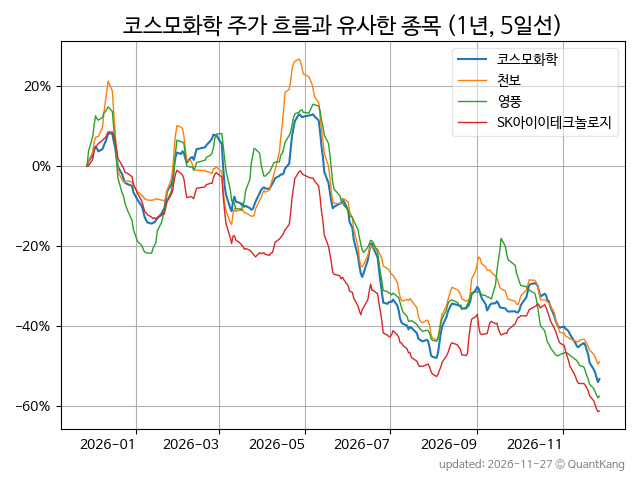 코스모화학 주가 흐름과 유사한 종목 (1년, 5일선)
코스모화학
천보
영풍
SK아이이테크놀로지
20%
0%
−20%
−40%
−60%
2026-01
2026-03
2026-05
2026-07
2026-09
2026-11
updated: 2026-11-27 © QuantKang